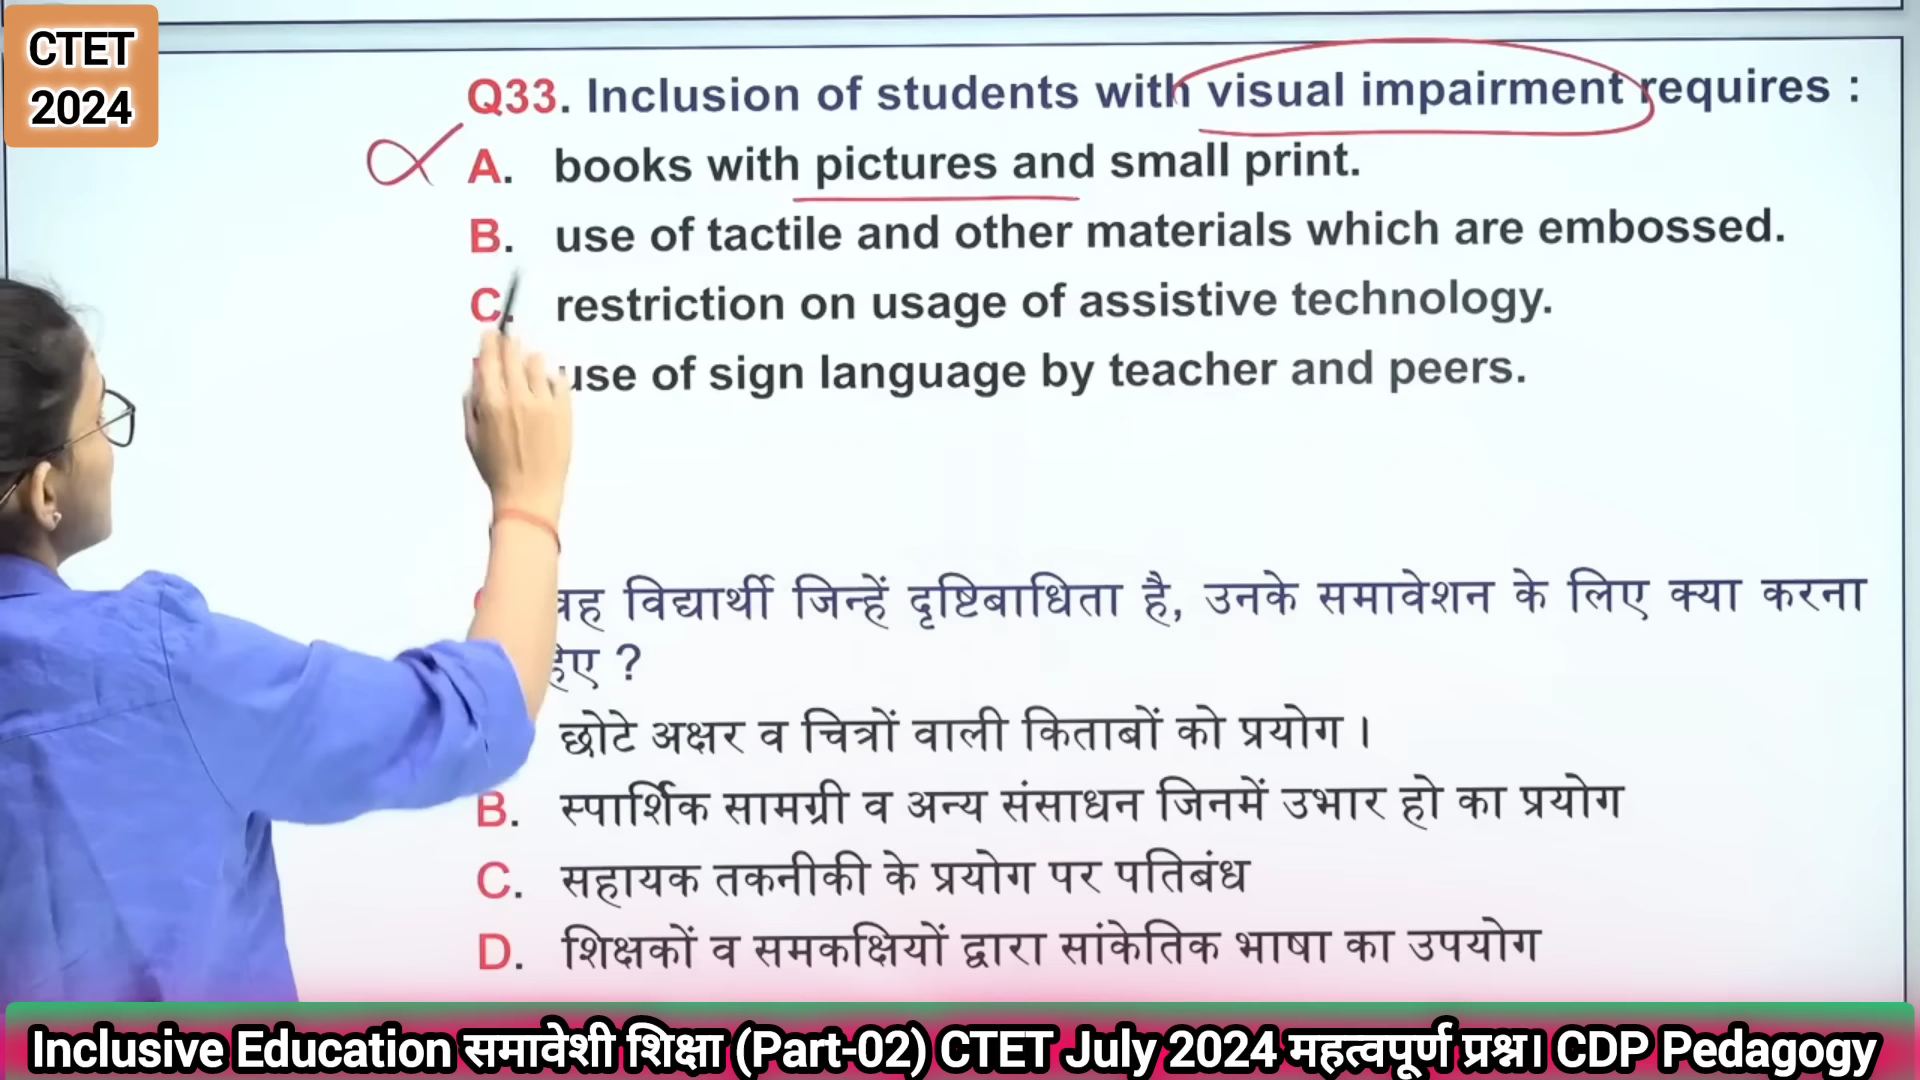 CTET
2024
Q33. Inclusion of students with visual impairment requires :
A. books with pictures and small print.
B. use of tactile and other materials which are embossed.
C. restriction on usage of assistive technology.
use of sign language by teacher and peers.
विद्यार्थी जिन्हें दृष्टिबाधिता है, उनके समावेशन के लिए क्या करना
?
छोटे अक्षर व चित्रों वाली किताबों को प्रयोग ।
B. स्पार्शिक सामग्री व अन्य संसाधन जिनमें उभार हो का प्रयोग
C. सहायक तकनीकी के प्रयोग पर पतिबंध
D. शिक्षकों व समकक्षियों द्वारा सांकेतिक भाषा का उपयोग
Inclusive Education समावेशी शिक्षा (Part-02) CTET July 2024 महत्वपूर्ण प्रश्न। CDP Pedagogy